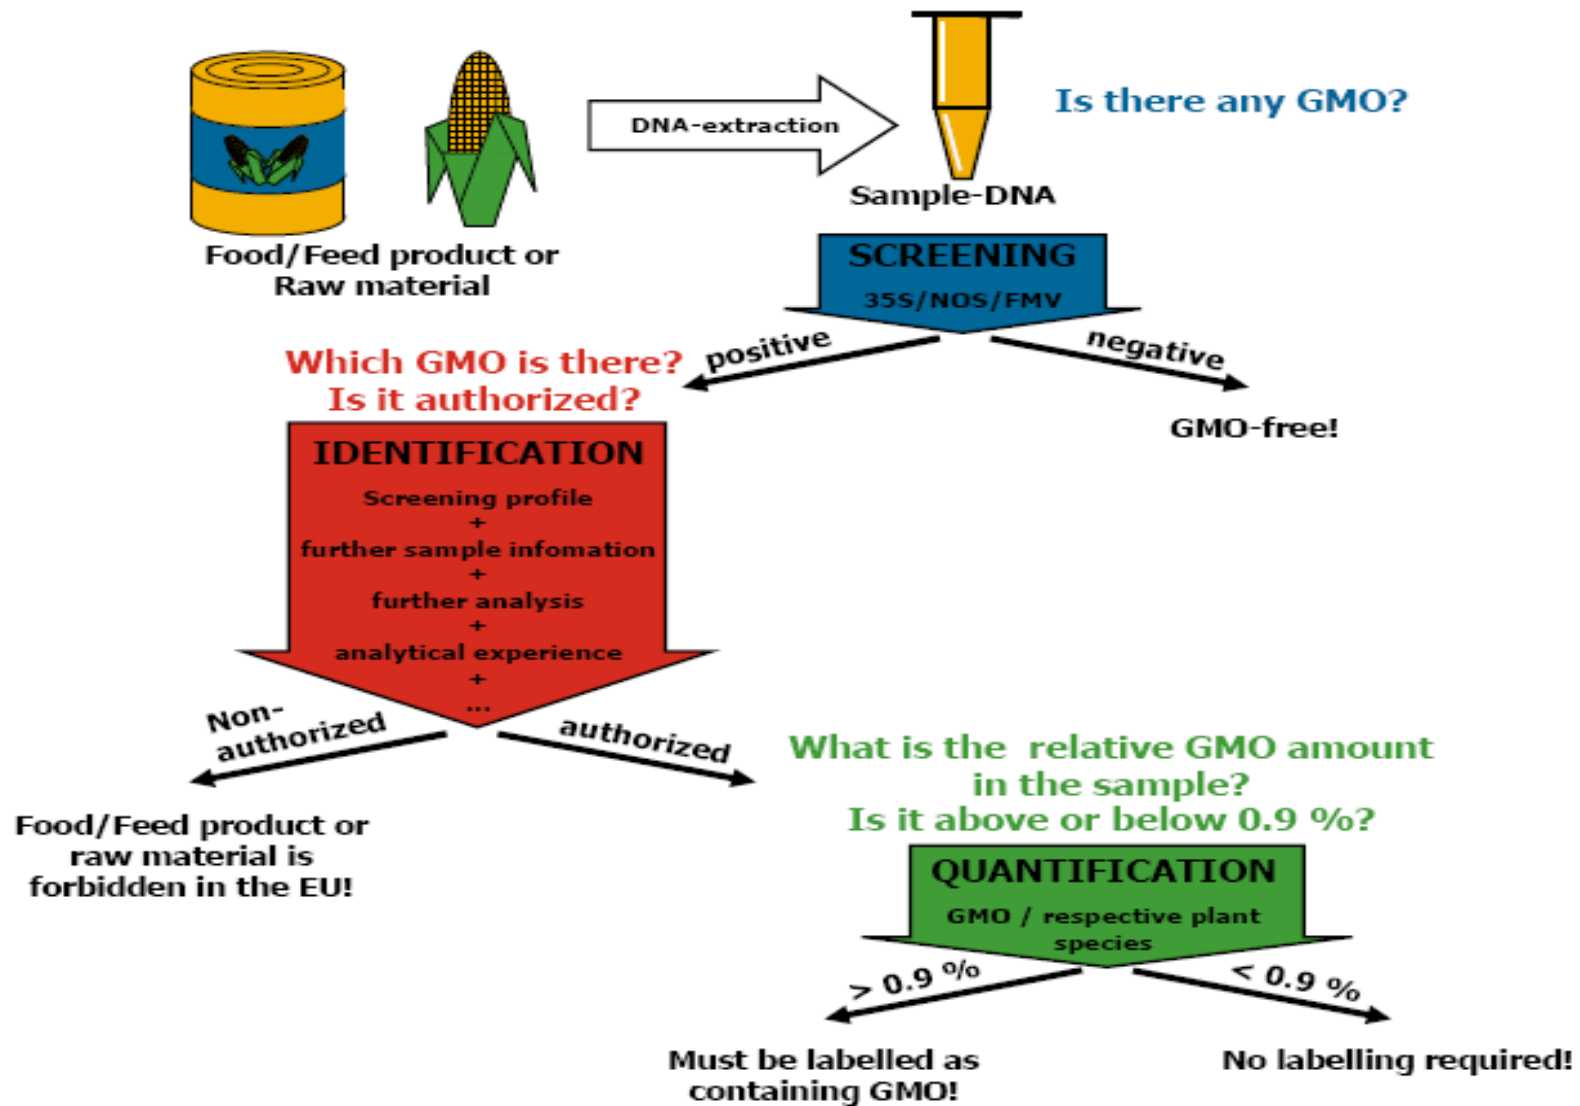 Is there any GMO?
DNA-extraction
Sample-DNA
Food/Feed product or
Raw material
SCREENING
35S/NOS/FMV
positive
negative
Which GMO is there?
Is it authorized?
GMO-free!
IDENTIFICATION
Screening profile
+
further sample infomation
+
further analysis
+
analytical experience
+
...
Non-
authorized
authorized
Food/Feed product or
raw material is
forbidden in the EU!
What is the relative GMO amount
in the sample?
Is it above or below 0.9 %?
QUANTIFICATION
GMO / respective plant
species
> 0.9 %
< 0.9 %
Must be labelled as
containing GMO!
No labelling required!